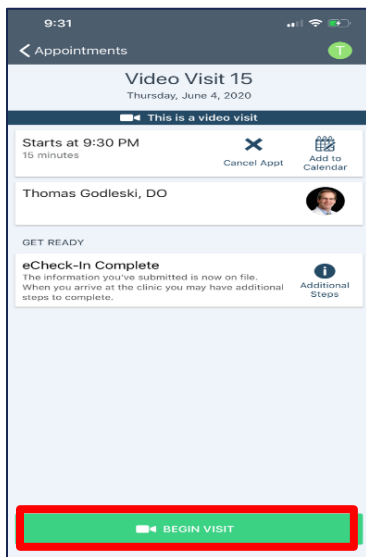 9:31
Appointments
T
Video Visit 15
Thursday, June 4, 2020
This is a video visit
Starts at 9:30 PM
15 minutes
Cancel Appt
Add to
Calendar
Thomas Godleski, DO
GET READY
eCheck-In Complete
The information you've submitted is now on file.
When you arrive at the clinic you may have additional
steps to complete.
Additional
Steps
BEGIN VISIT